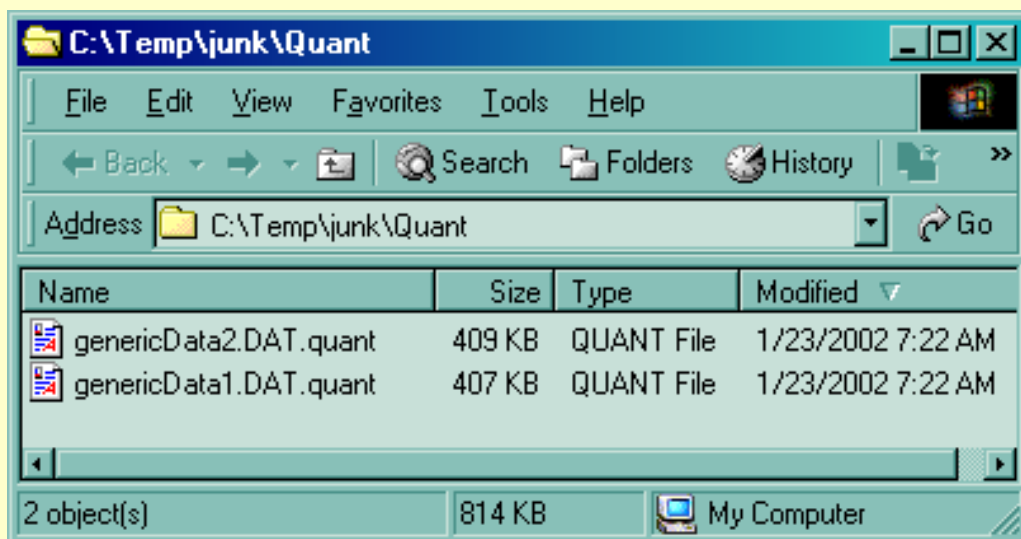 C:\Temp\junk\Quant
File Edit View Favorites Tools Help
Back Search Folders History »
Address C:\Temp\junk\Quant Go
Name Size Type Modified
genericData2.DAT.quant 409 KB QUANT File 1/23/2002 7:22 AM
genericData1.DAT.quant 407 KB QUANT File 1/23/2002 7:22 AM
2 object(s) 814 KB My Computer